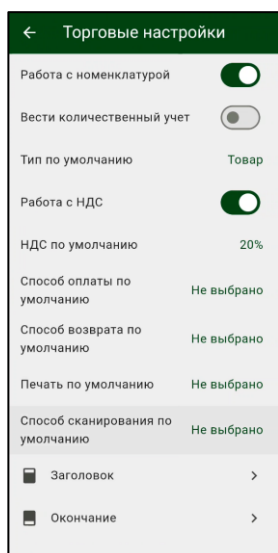 ← Торговые настройки
Работа с номенклатурой
Вести количественный учет
Тип по умолчанию Товар
Работа с НДС
НДС по умолчанию 20%
Способ оплаты по
умолчанию Не выбрано
Способ возврата по
умолчанию Не выбрано
Печать по умолчанию Не выбрано
Способ сканирования по
умолчанию Не выбрано
Заголовок >
Окончание >